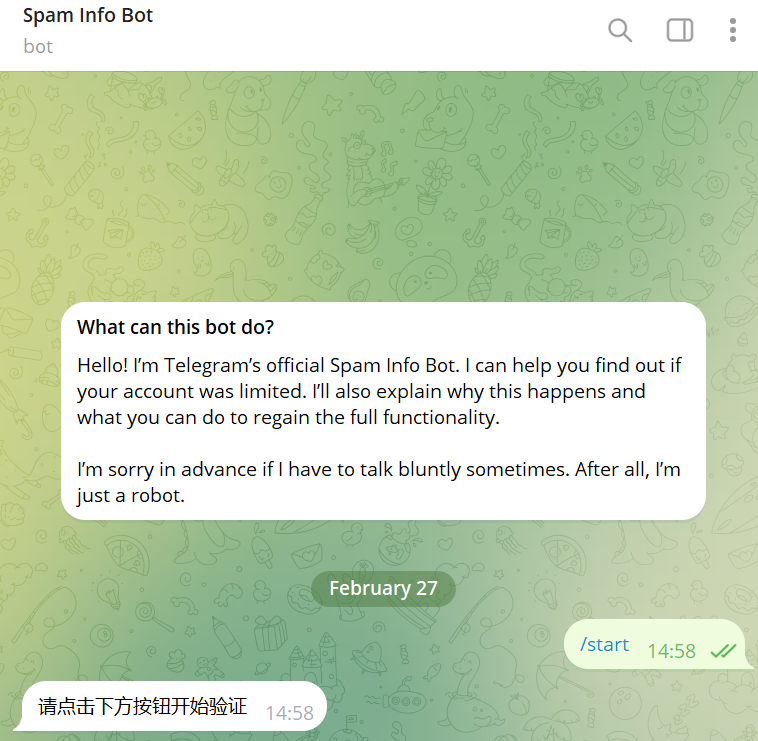 Spam Info Bot
bot
What can this bot do?
Hello! I’m Telegram’s official Spam Info Bot. I can help you find out if
your account was limited. I’ll also explain why this happens and
what you can do to regain the full functionality.
I’m sorry in advance if I have to talk bluntly sometimes. After all, I’m
just a robot.
February 27
/start 14:58
请点击下方按钮开始验证 14:58